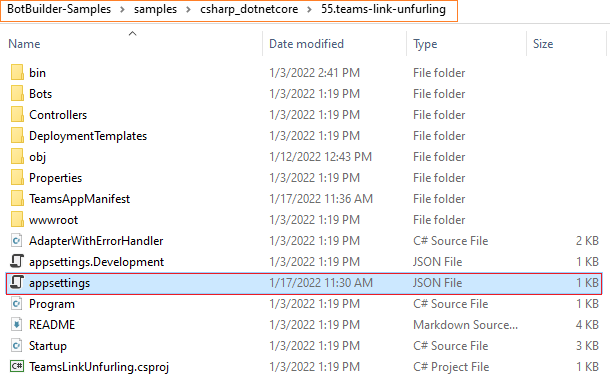 BotBuilder-Samples > samples > csharp_dotnetcore > 55.teams-link-unfurling
Name Date modified Type Size
bin 1/3/2022 2:41 PM File folder
Bots 1/3/2022 1:19 PM File folder
Controllers 1/3/2022 1:19 PM File folder
DeploymentTemplates 1/3/2022 1:19 PM File folder
obj 1/12/2022 12:43 PM File folder
Properties 1/3/2022 1:19 PM File folder
TeamsAppManifest 1/17/2022 11:36 AM File folder
wwwroot 1/3/2022 1:19 PM File folder
AdapterWithErrorHandler 1/3/2022 1:19 PM C# Source File 2 KB
appsettings.Development 1/3/2022 1:19 PM JSON File 1 KB
appsettings 1/17/2022 11:30 AM JSON File 1 KB
Program 1/3/2022 1:19 PM C# Source File 1 KB
README 1/3/2022 1:19 PM Markdown Source... 4 KB
Startup 1/3/2022 1:19 PM C# Source File 3 KB
C# TeamsLinkUnfurling.csproj 1/3/2022 1:19 PM C# Project File 1 KB